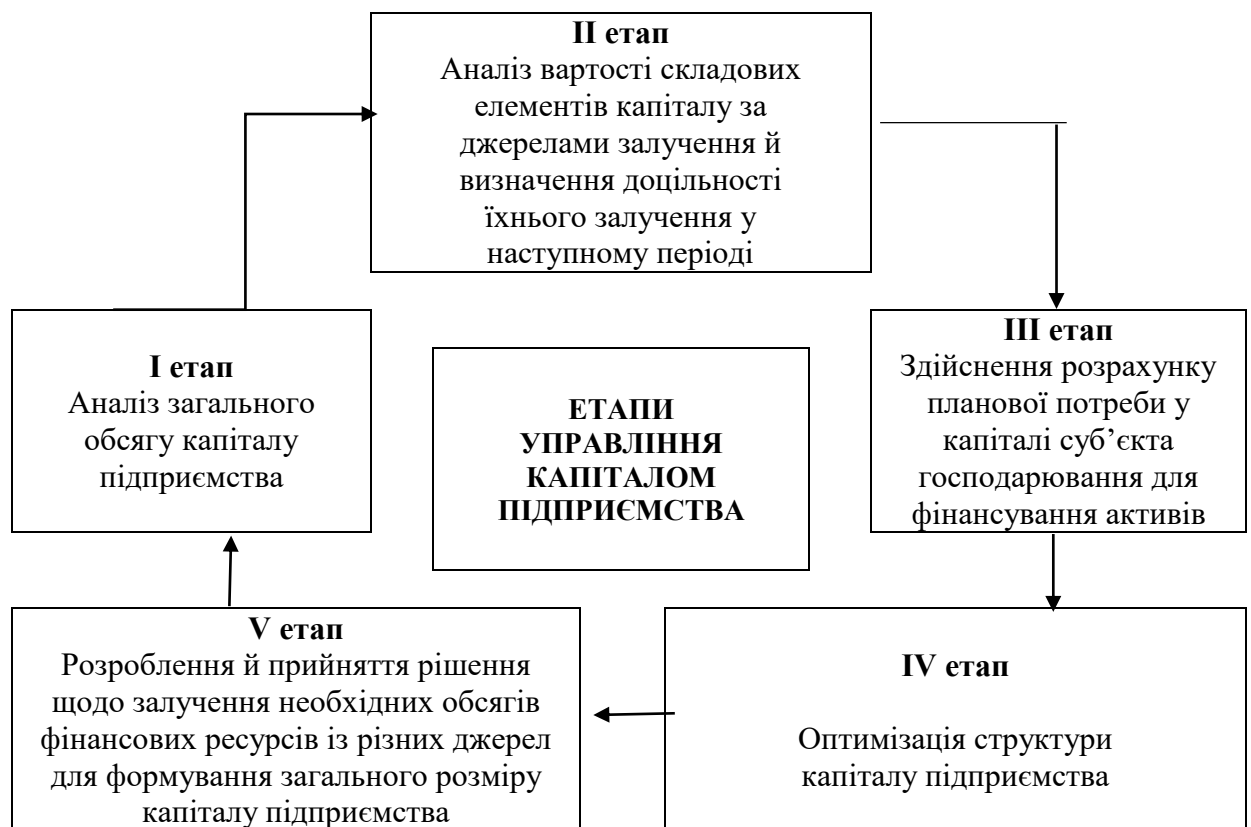 II етап
Аналіз вартості складових
елементів капіталу за
джерелами залучення й
визначення доцільності
їхнього залучення у
наступному періоді
I етап
Аналіз загального
обсягу капіталу
підприємства
ЕТАПИ
УПРАВЛІННЯ
КАПІТАЛОМ
ПІДПРИЄМСТВА
III етап
Здійснення розрахунку
планової потреби у
капіталі суб’єкта
господарювання для
фінансування активів
V етап
Розроблення й прийняття рішення
щодо залучення необхідних обсягів
фінансових ресурсів із різних джерел
для формування загального розміру
капіталу підприємства
IV етап
Оптимізація структури
капіталу підприємства